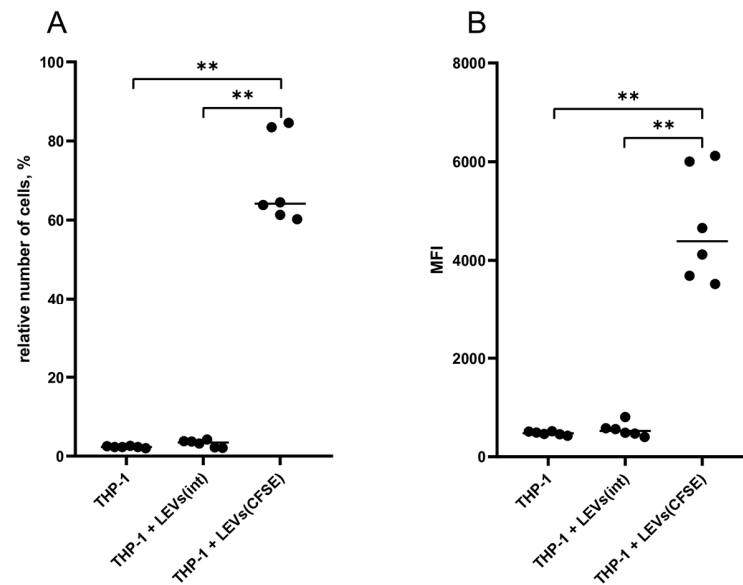 A
relative number of cells, %
100
80
60
40
20
0
**
**
THP-1
THP-1 + LEVs(int)
THP-1 + LEVs(CFSE)
B
MFI
8000
6000
4000
2000
0
**
**
THP-1
THP-1 + LEVs(int)
THP-1 + LEVs(CFSE)